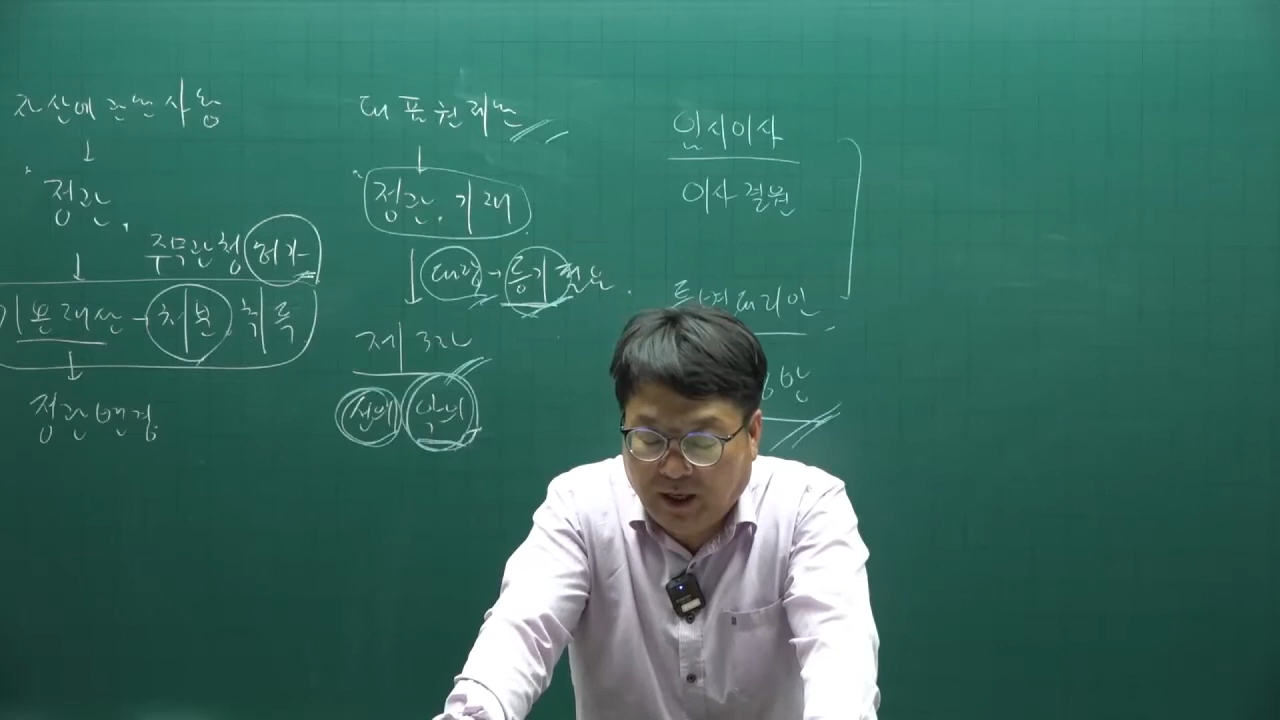 자산에 관한 사항
↓
정관.
↓ 주무관청 허가
기본재산 - 처분 취득
↓
정관변경.
대표권제한
↓
정관. 기재
↓ 대항 → 등기 필요.
제3자
선의 악의
임시이사
이사 결원
특별대리인